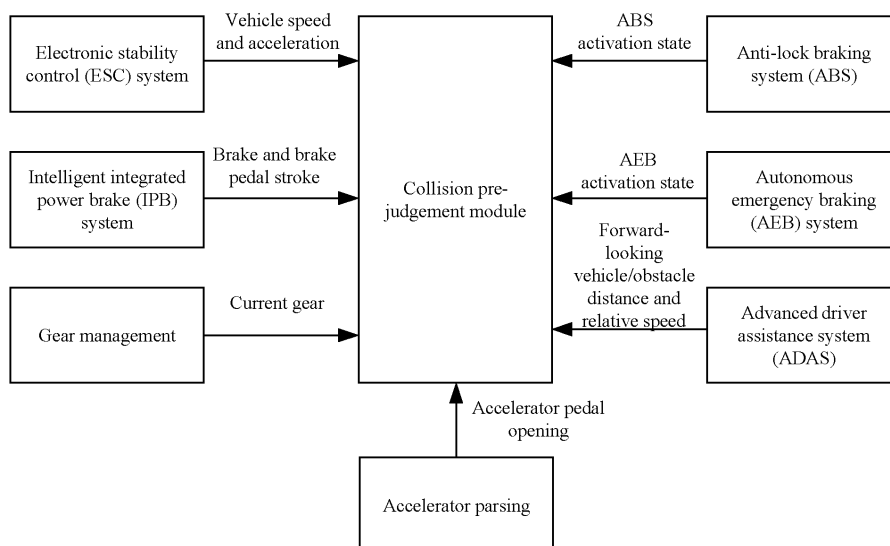 Electronic stability
control (ESC) system
Vehicle speed
and acceleration
ABS
activation state
Anti-lock braking
system (ABS)
Intelligent integrated
power brake (IPB)
system
Brake and brake
pedal stroke
Collision pre-
judgement module
AEB
activation state
Autonomous
emergency braking
(AEB) system
Gear management
Current gear
Forward-
looking
vehicle/obstacle
distance and
relative speed
Advanced driver
assistance system
(ADAS)
Accelerator pedal
opening
Accelerator parsing